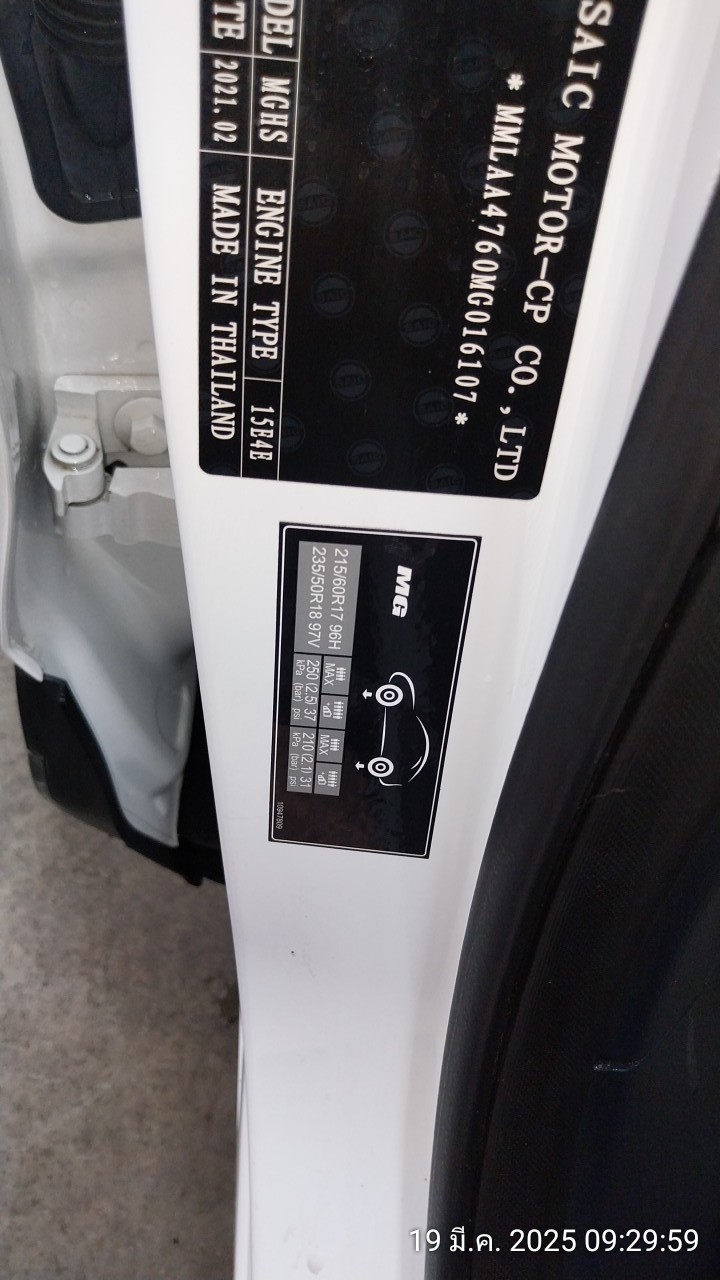 SAIC MOTOR-CP CO.,LTD
* MMLAA4760MG016107 *
DEL MGHS ENGINE TYPE 15E4E
TE 2021.02 MADE IN THAILAND
MG
215/60R17 96H
235/50R18 97V
MAX MAX
250 (2.5) 37 210 (2.1) 31
kPa (bar) psi kPa (bar) psi
10947809
19 มี.ค. 2025 09:29:59